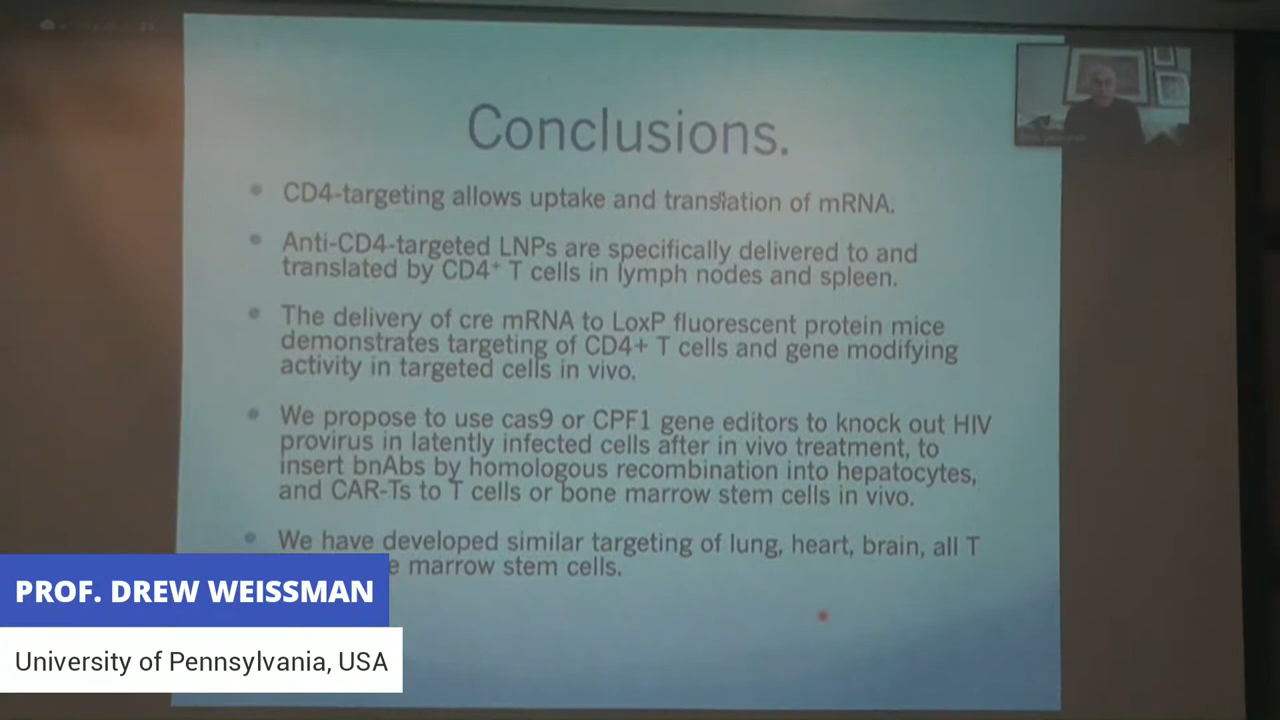 Conclusions.
CD4-targeting allows uptake and translation of mRNA.
Anti-CD4-targeted LNPs are specifically delivered to and
translated by CD4⁺ T cells in lymph nodes and spleen.
The delivery of cre mRNA to LoxP fluorescent protein mice
demonstrates targeting of CD4+ T cells and gene modifying
activity in targeted cells in vivo.
We propose to use cas9 or CPF1 gene editors to knock out HIV
provirus in latently infected cells after in vivo treatment, to
insert bnAbs by homologous recombination into hepatocytes,
and CAR-Ts to T cells or bone marrow stem cells in vivo.
We have developed similar targeting of lung, heart, brain, all T
marrow stem cells.
PROF. DREW WEISSMAN
University of Pennsylvania, USA